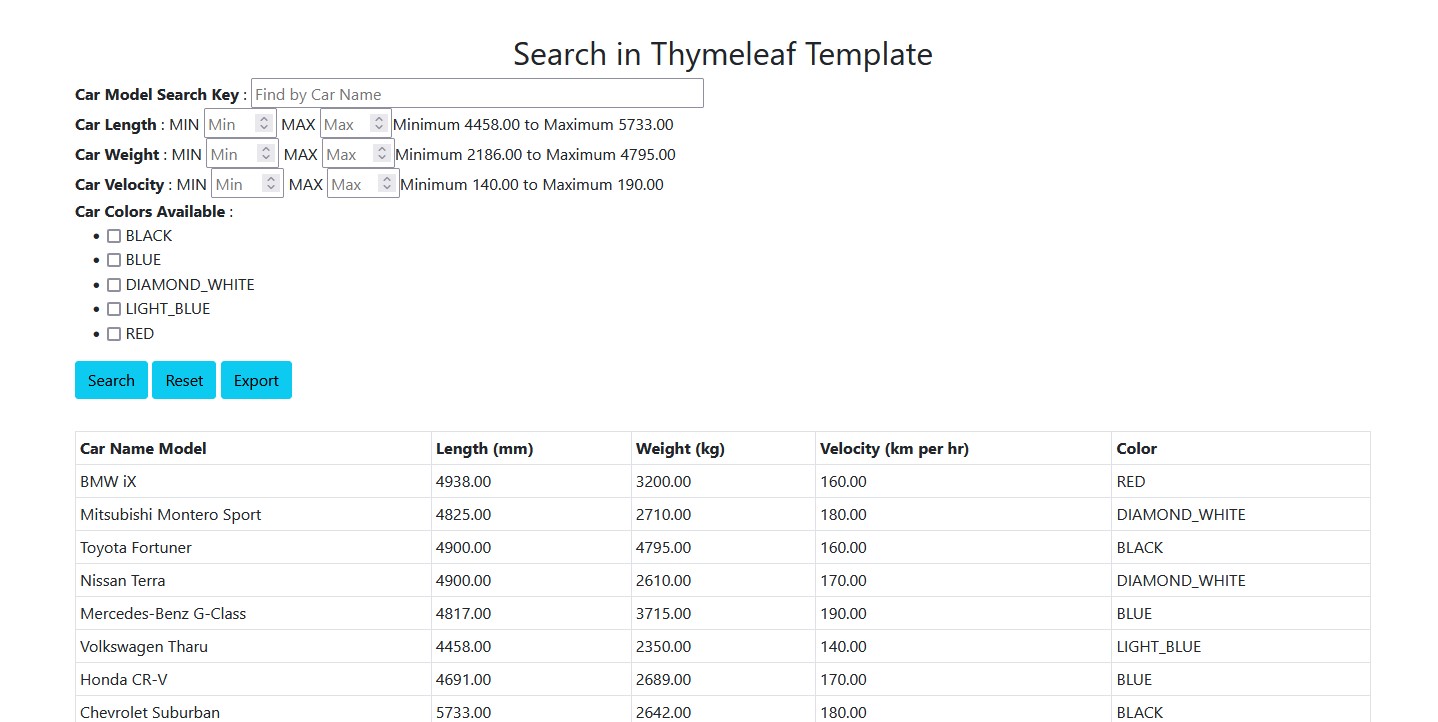 Search in Thymeleaf Template
Car Model Search Key : Find by Car Name
Car Length : MIN Min MAX Max Minimum 4458.00 to Maximum 5733.00
Car Weight : MIN Min MAX Max Minimum 2186.00 to Maximum 4795.00
Car Velocity : MIN Min MAX Max Minimum 140.00 to Maximum 190.00
Car Colors Available :
• BLACK
• BLUE
• DIAMOND_WHITE
• LIGHT_BLUE
• RED
Search Reset Export
Car Name Model Length (mm) Weight (kg) Velocity (km per hr) Color
BMW iX 4938.00 3200.00 160.00 RED
Mitsubishi Montero Sport 4825.00 2710.00 180.00 DIAMOND_WHITE
Toyota Fortuner 4900.00 4795.00 160.00 BLACK
Nissan Terra 4900.00 2610.00 170.00 DIAMOND_WHITE
Mercedes-Benz G-Class 4817.00 3715.00 190.00 BLUE
Volkswagen Tharu 4458.00 2350.00 140.00 LIGHT_BLUE
Honda CR-V 4691.00 2689.00 170.00 BLUE
Chevrolet Suburban 5733.00 2642.00 180.00 BLACK